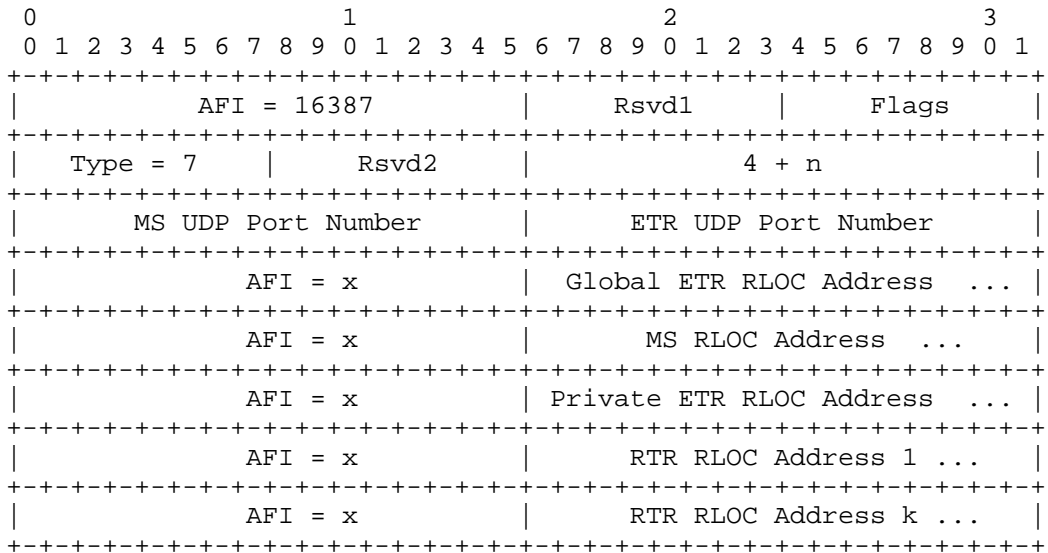 0                   1                   2                   3
 0 1 2 3 4 5 6 7 8 9 0 1 2 3 4 5 6 7 8 9 0 1 2 3 4 5 6 7 8 9 0 1
+-+-+-+-+-+-+-+-+-+-+-+-+-+-+-+-+-+-+-+-+-+-+-+-+-+-+-+-+-+-+-+-+
|           AFI = 16387         |     Rsvd1     |     Flags     |
+-+-+-+-+-+-+-+-+-+-+-+-+-+-+-+-+-+-+-+-+-+-+-+-+-+-+-+-+-+-+-+-+
|   Type = 7    |     Rsvd2     |             4 + n             |
+-+-+-+-+-+-+-+-+-+-+-+-+-+-+-+-+-+-+-+-+-+-+-+-+-+-+-+-+-+-+-+-+
|       MS UDP Port Number      |      ETR UDP Port Number      |
+-+-+-+-+-+-+-+-+-+-+-+-+-+-+-+-+-+-+-+-+-+-+-+-+-+-+-+-+-+-+-+-+
|              AFI = x          |  Global ETR RLOC Address  ... |
+-+-+-+-+-+-+-+-+-+-+-+-+-+-+-+-+-+-+-+-+-+-+-+-+-+-+-+-+-+-+-+-+
|              AFI = x          |       MS RLOC Address  ...    |
+-+-+-+-+-+-+-+-+-+-+-+-+-+-+-+-+-+-+-+-+-+-+-+-+-+-+-+-+-+-+-+-+
|              AFI = x          | Private ETR RLOC Address  ... |
+-+-+-+-+-+-+-+-+-+-+-+-+-+-+-+-+-+-+-+-+-+-+-+-+-+-+-+-+-+-+-+-+
|              AFI = x          |      RTR RLOC Address 1 ...   |
+-+-+-+-+-+-+-+-+-+-+-+-+-+-+-+-+-+-+-+-+-+-+-+-+-+-+-+-+-+-+-+-+
|              AFI = x          |      RTR RLOC Address k ...   |
+-+-+-+-+-+-+-+-+-+-+-+-+-+-+-+-+-+-+-+-+-+-+-+-+-+-+-+-+-+-+-+-+